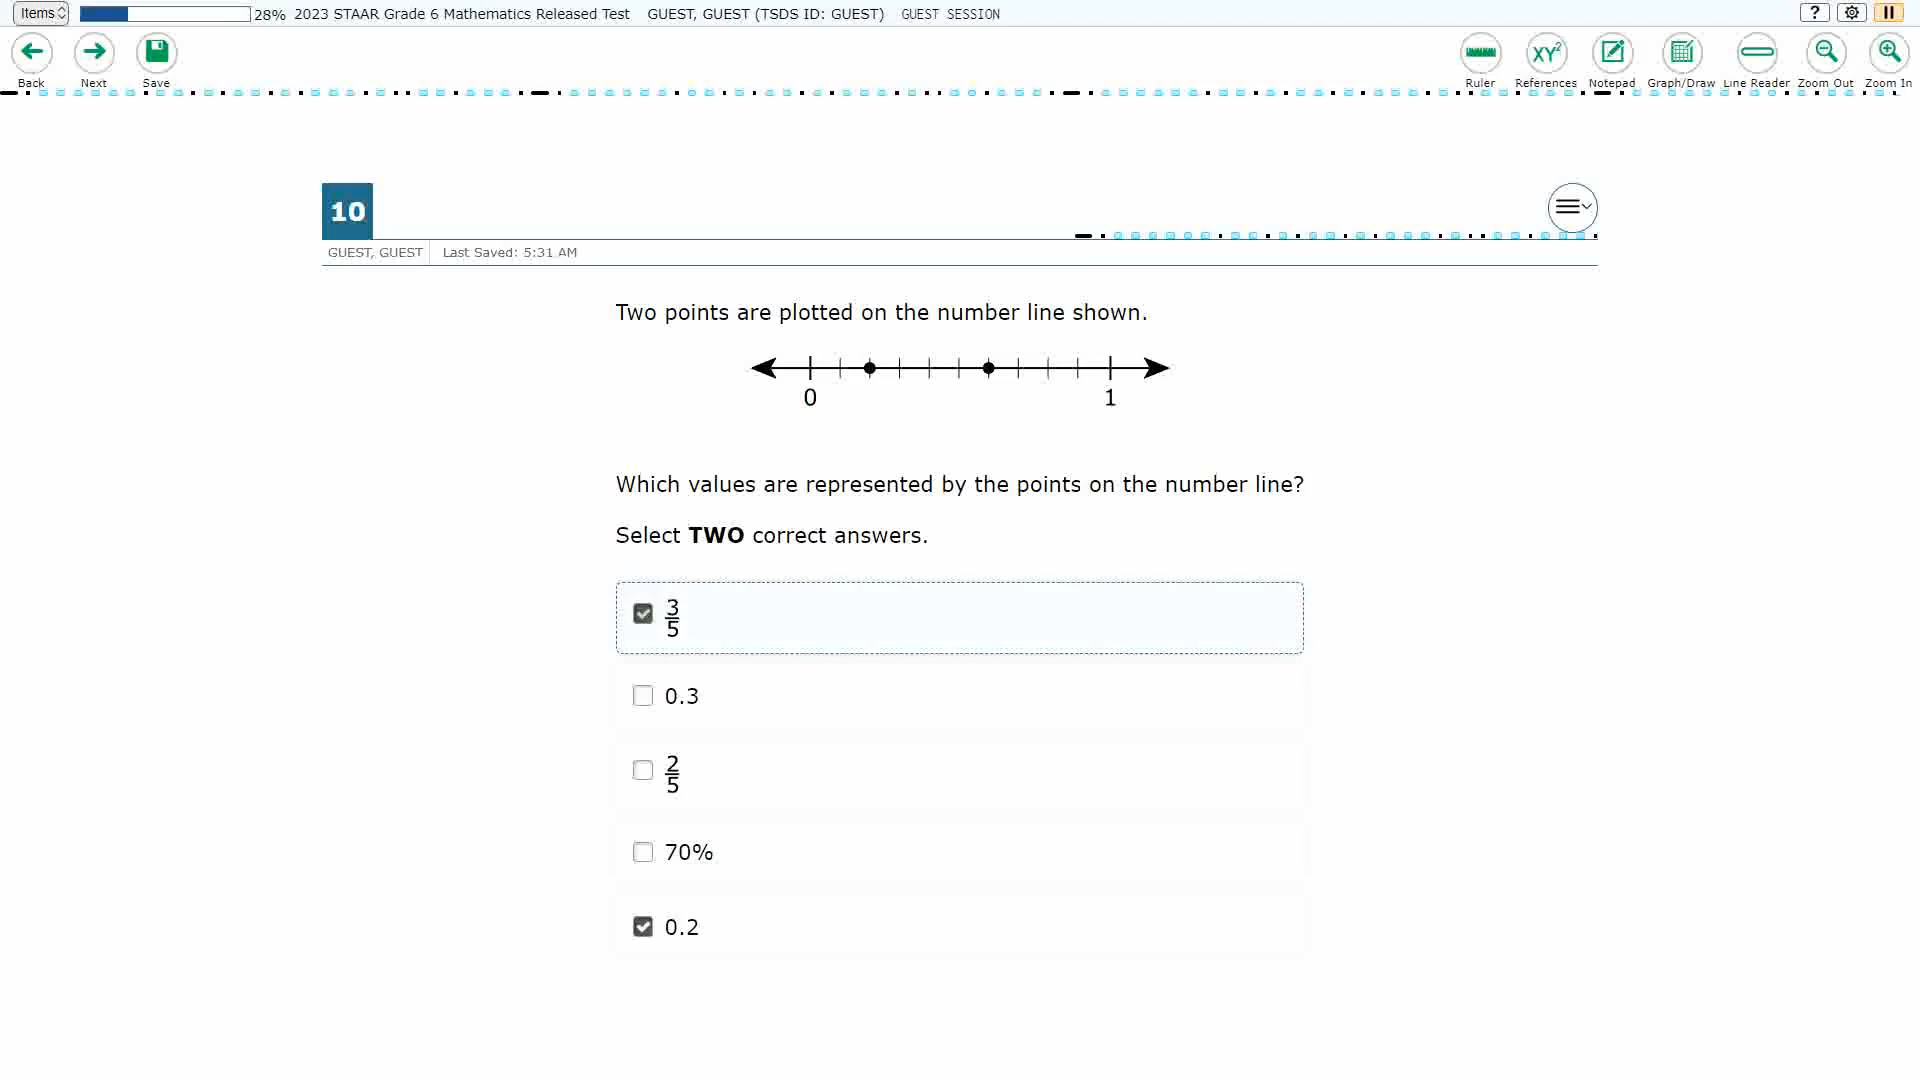 Items 28% 2023 STAAR Grade 6 Mathematics Released Test GUEST, GUEST (TSDS ID: GUEST) GUEST SESSION ?
Back Next Save XY² Ruler References Notepad Graph/Draw Line Reader Zoom Out Zoom In
10
GUEST, GUEST Last Saved: 5:31 AM
Two points are plotted on the number line shown.
0 1
Which values are represented by the points on the number line?
Select TWO correct answers.
3/5
0.3
2/5
70%
0.2